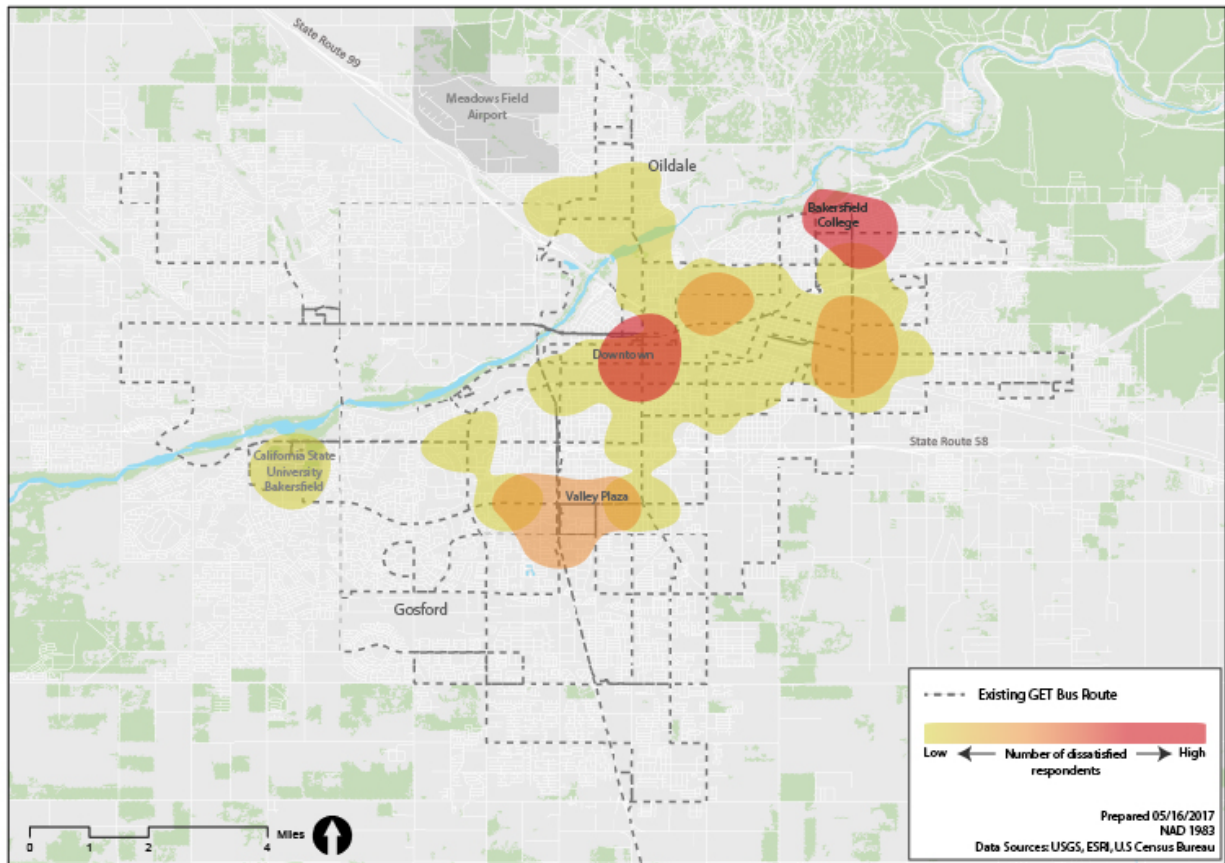 State Route 99
Meadows Field
Airport
Oildale
Bakersfield
College
Downtown
State Route 58
California State
University
Bakersfield
Valley Plaza
Gosford
Existing GET Bus Route
Low
Number of dissatisfied
respondents
High
0 1 2 4 Miles
Prepared 05/16/2017
NAD 1983
Data Sources: USGS, ESRI, U.S Census Bureau